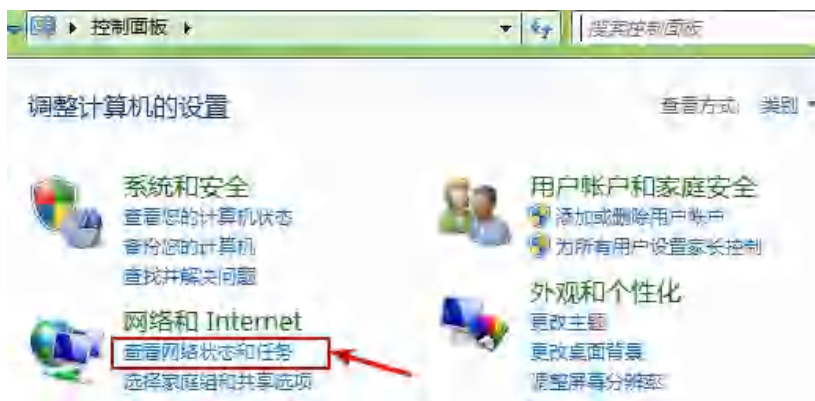 控制面板
搜索控制面板
调整计算机的设置
查看方式: 类别
系统和安全
查看您的计算机状态
备份您的计算机
查找并解决问题
网络和 Internet
查看网络状态和任务
选择家庭组和共享选项
用户帐户和家庭安全
添加或删除用户帐户
为所有用户设置家长控制
外观和个性化
更改主题
更改桌面背景
调整屏幕分辨率